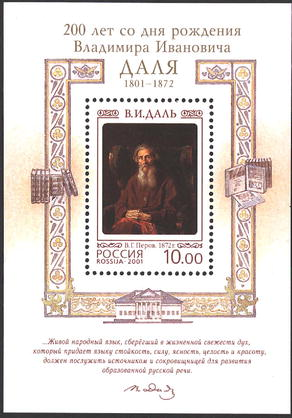 200 лет со дня рождения
Владимира Ивановича
ДАЛЯ
1801–1872
В.И.ДАЛЬ
В.Г. Перов. 1872г.
РОССИЯ
ROSSIJA • 2001
10.00
...Живой народный язык, сберёгший в жизненной свежести дух,
который придает языку стойкость, силу, ясность, целость и красоту,
должен послужить источником и сокровищницей для развития
образованной русской речи.